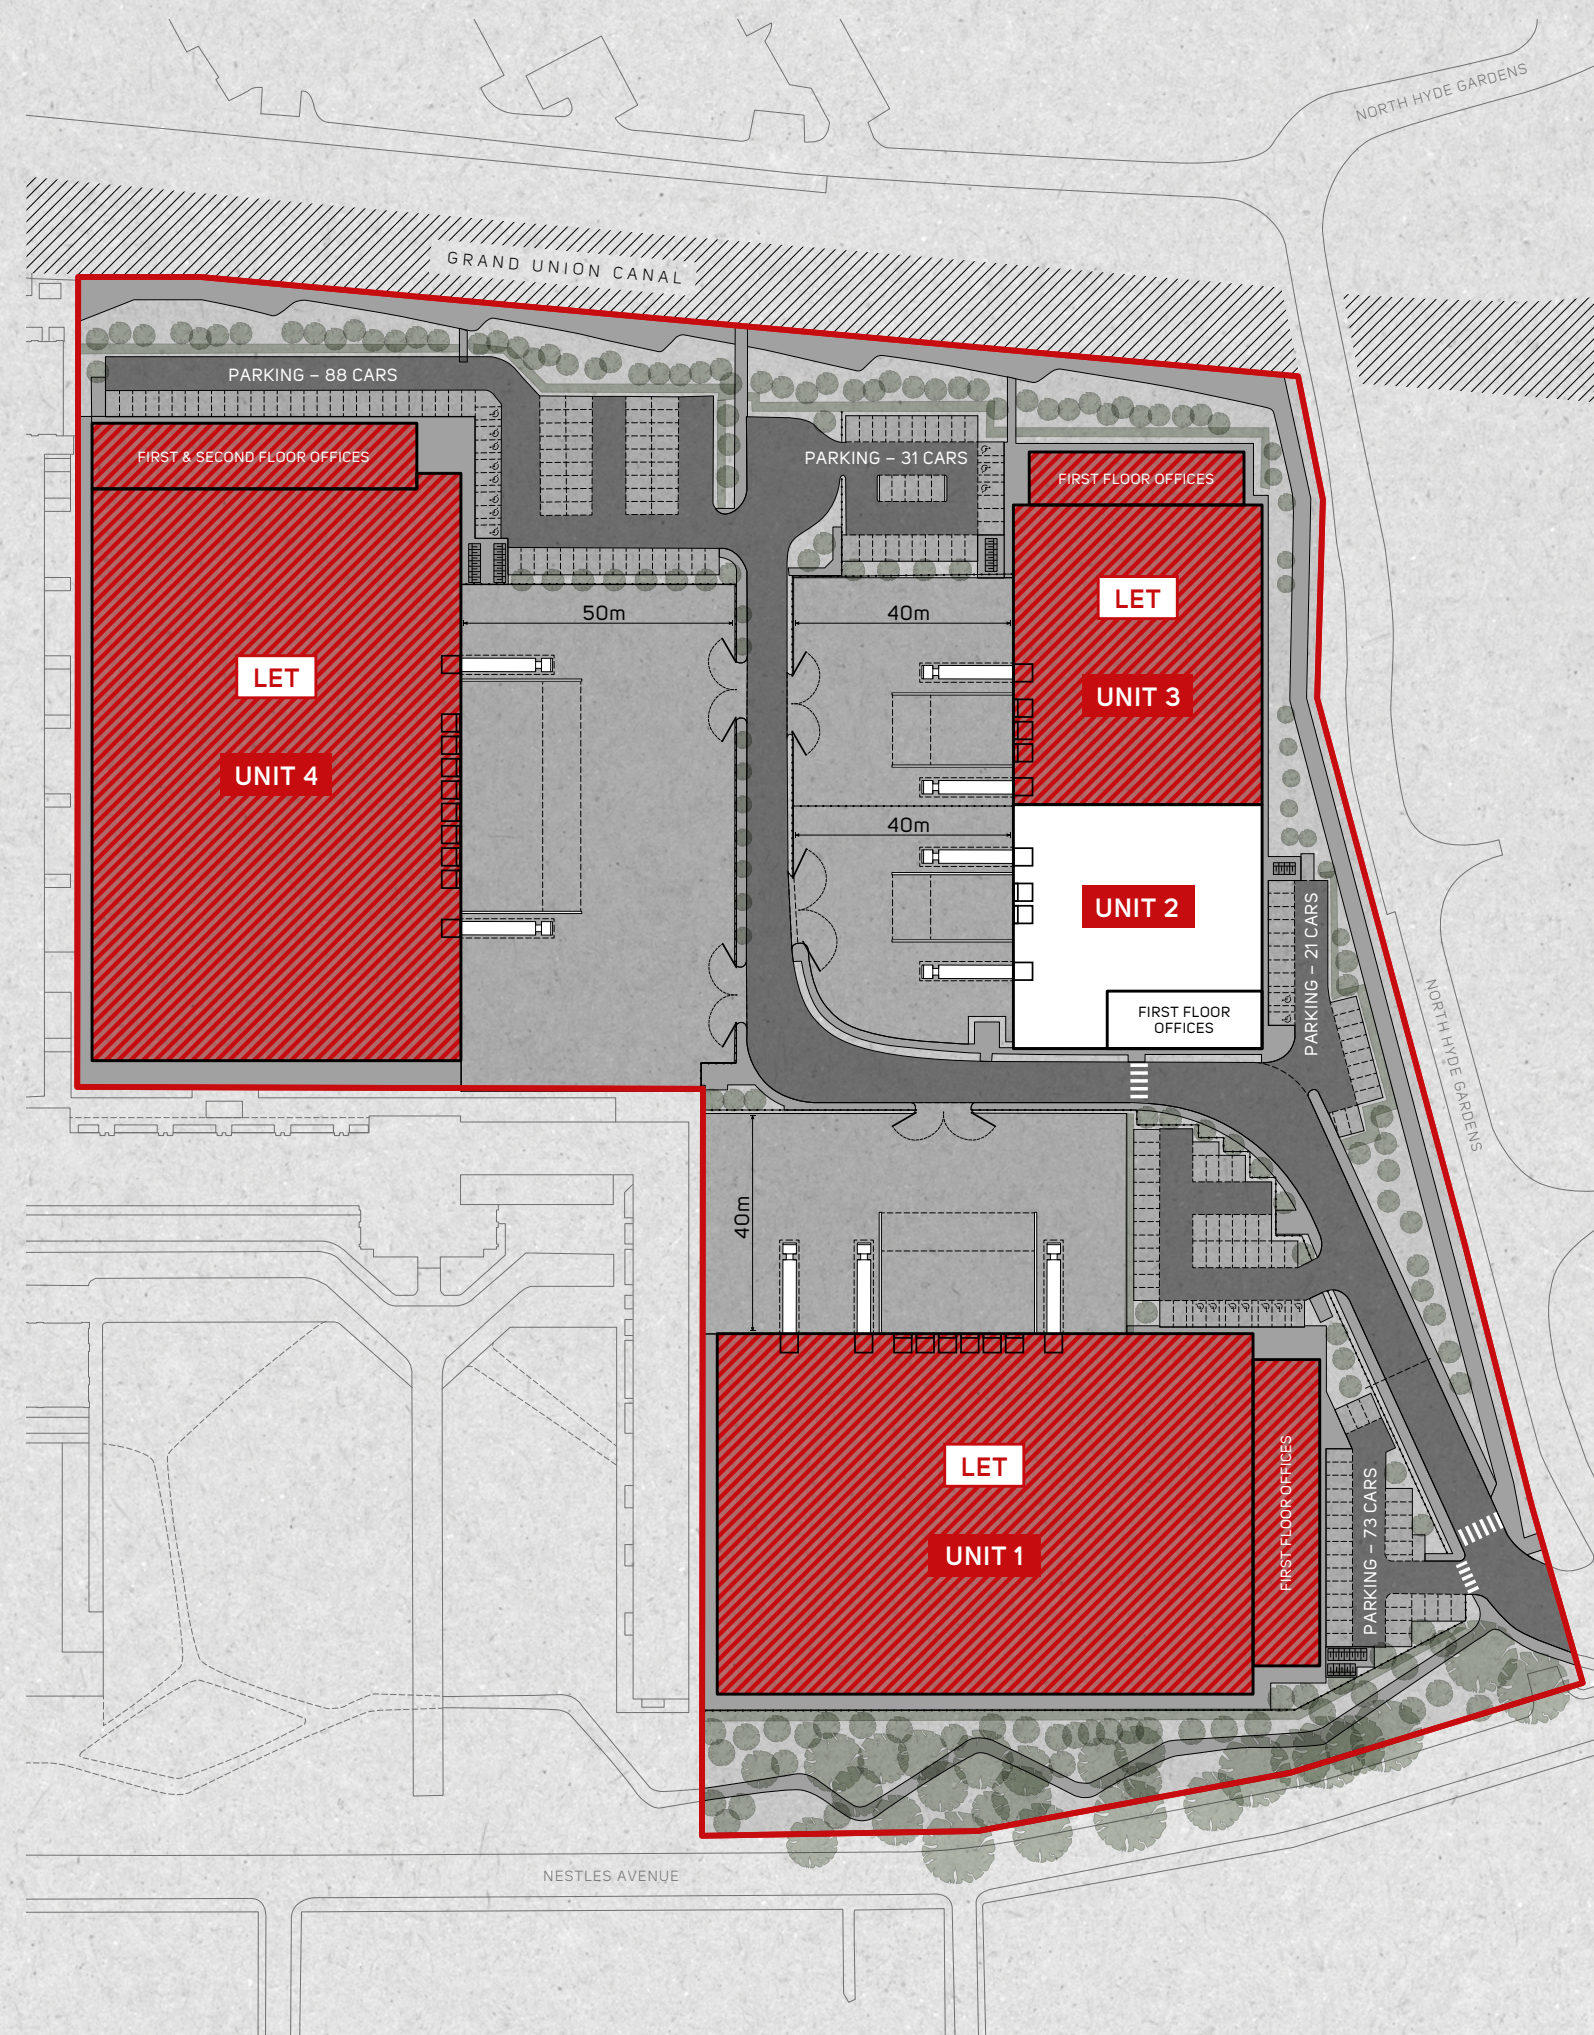 NORTH HYDE GARDENS
GRAND UNION CANAL
PARKING – 88 CARS
FIRST & SECOND FLOOR OFFICES
PARKING – 31 CARS
FIRST FLOOR OFFICES
50m
40m
LET
UNIT 3
LET
UNIT 4
40m
UNIT 2
PARKING – 21 CARS
FIRST FLOOR
OFFICES
NORTH HYDE GARDENS
40m
LET
UNIT 1
FIRST FLOOR OFFICES
PARKING – 73 CARS
NESTLES AVENUE